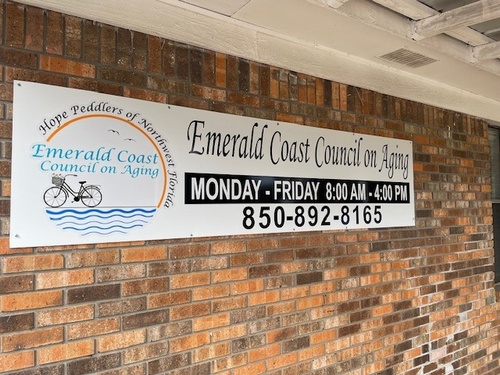 Hope Peddlers of Northwest Florida
Emerald Coast
Council on Aging
Emerald Coast Council on Aging
MONDAY - FRIDAY 8:00 AM - 4:00 PM
850-892-8165